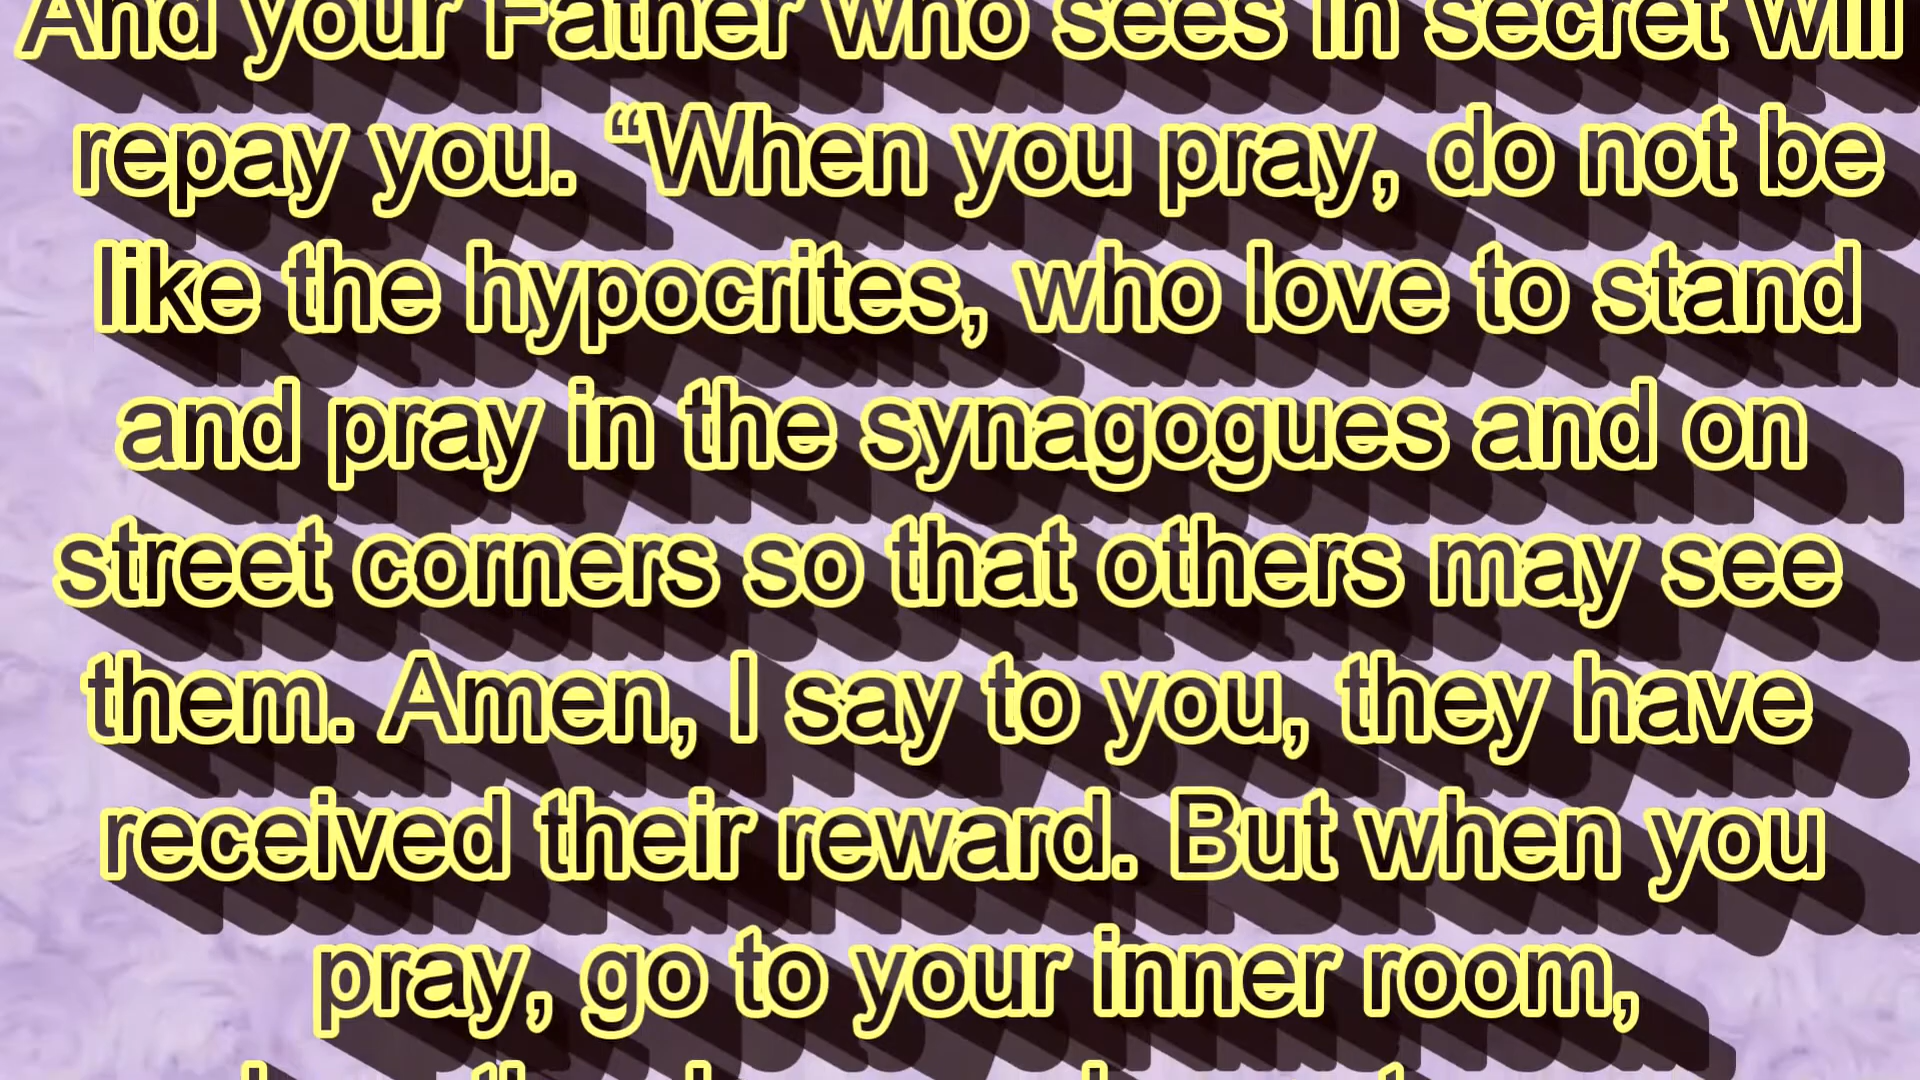 And your Father who sees in secret will
repay you. “When you pray, do not be
like the hypocrites, who love to stand
and pray in the synagogues and on
street corners so that others may see
them. Amen, I say to you, they have
received their reward. But when you
pray, go to your inner room,